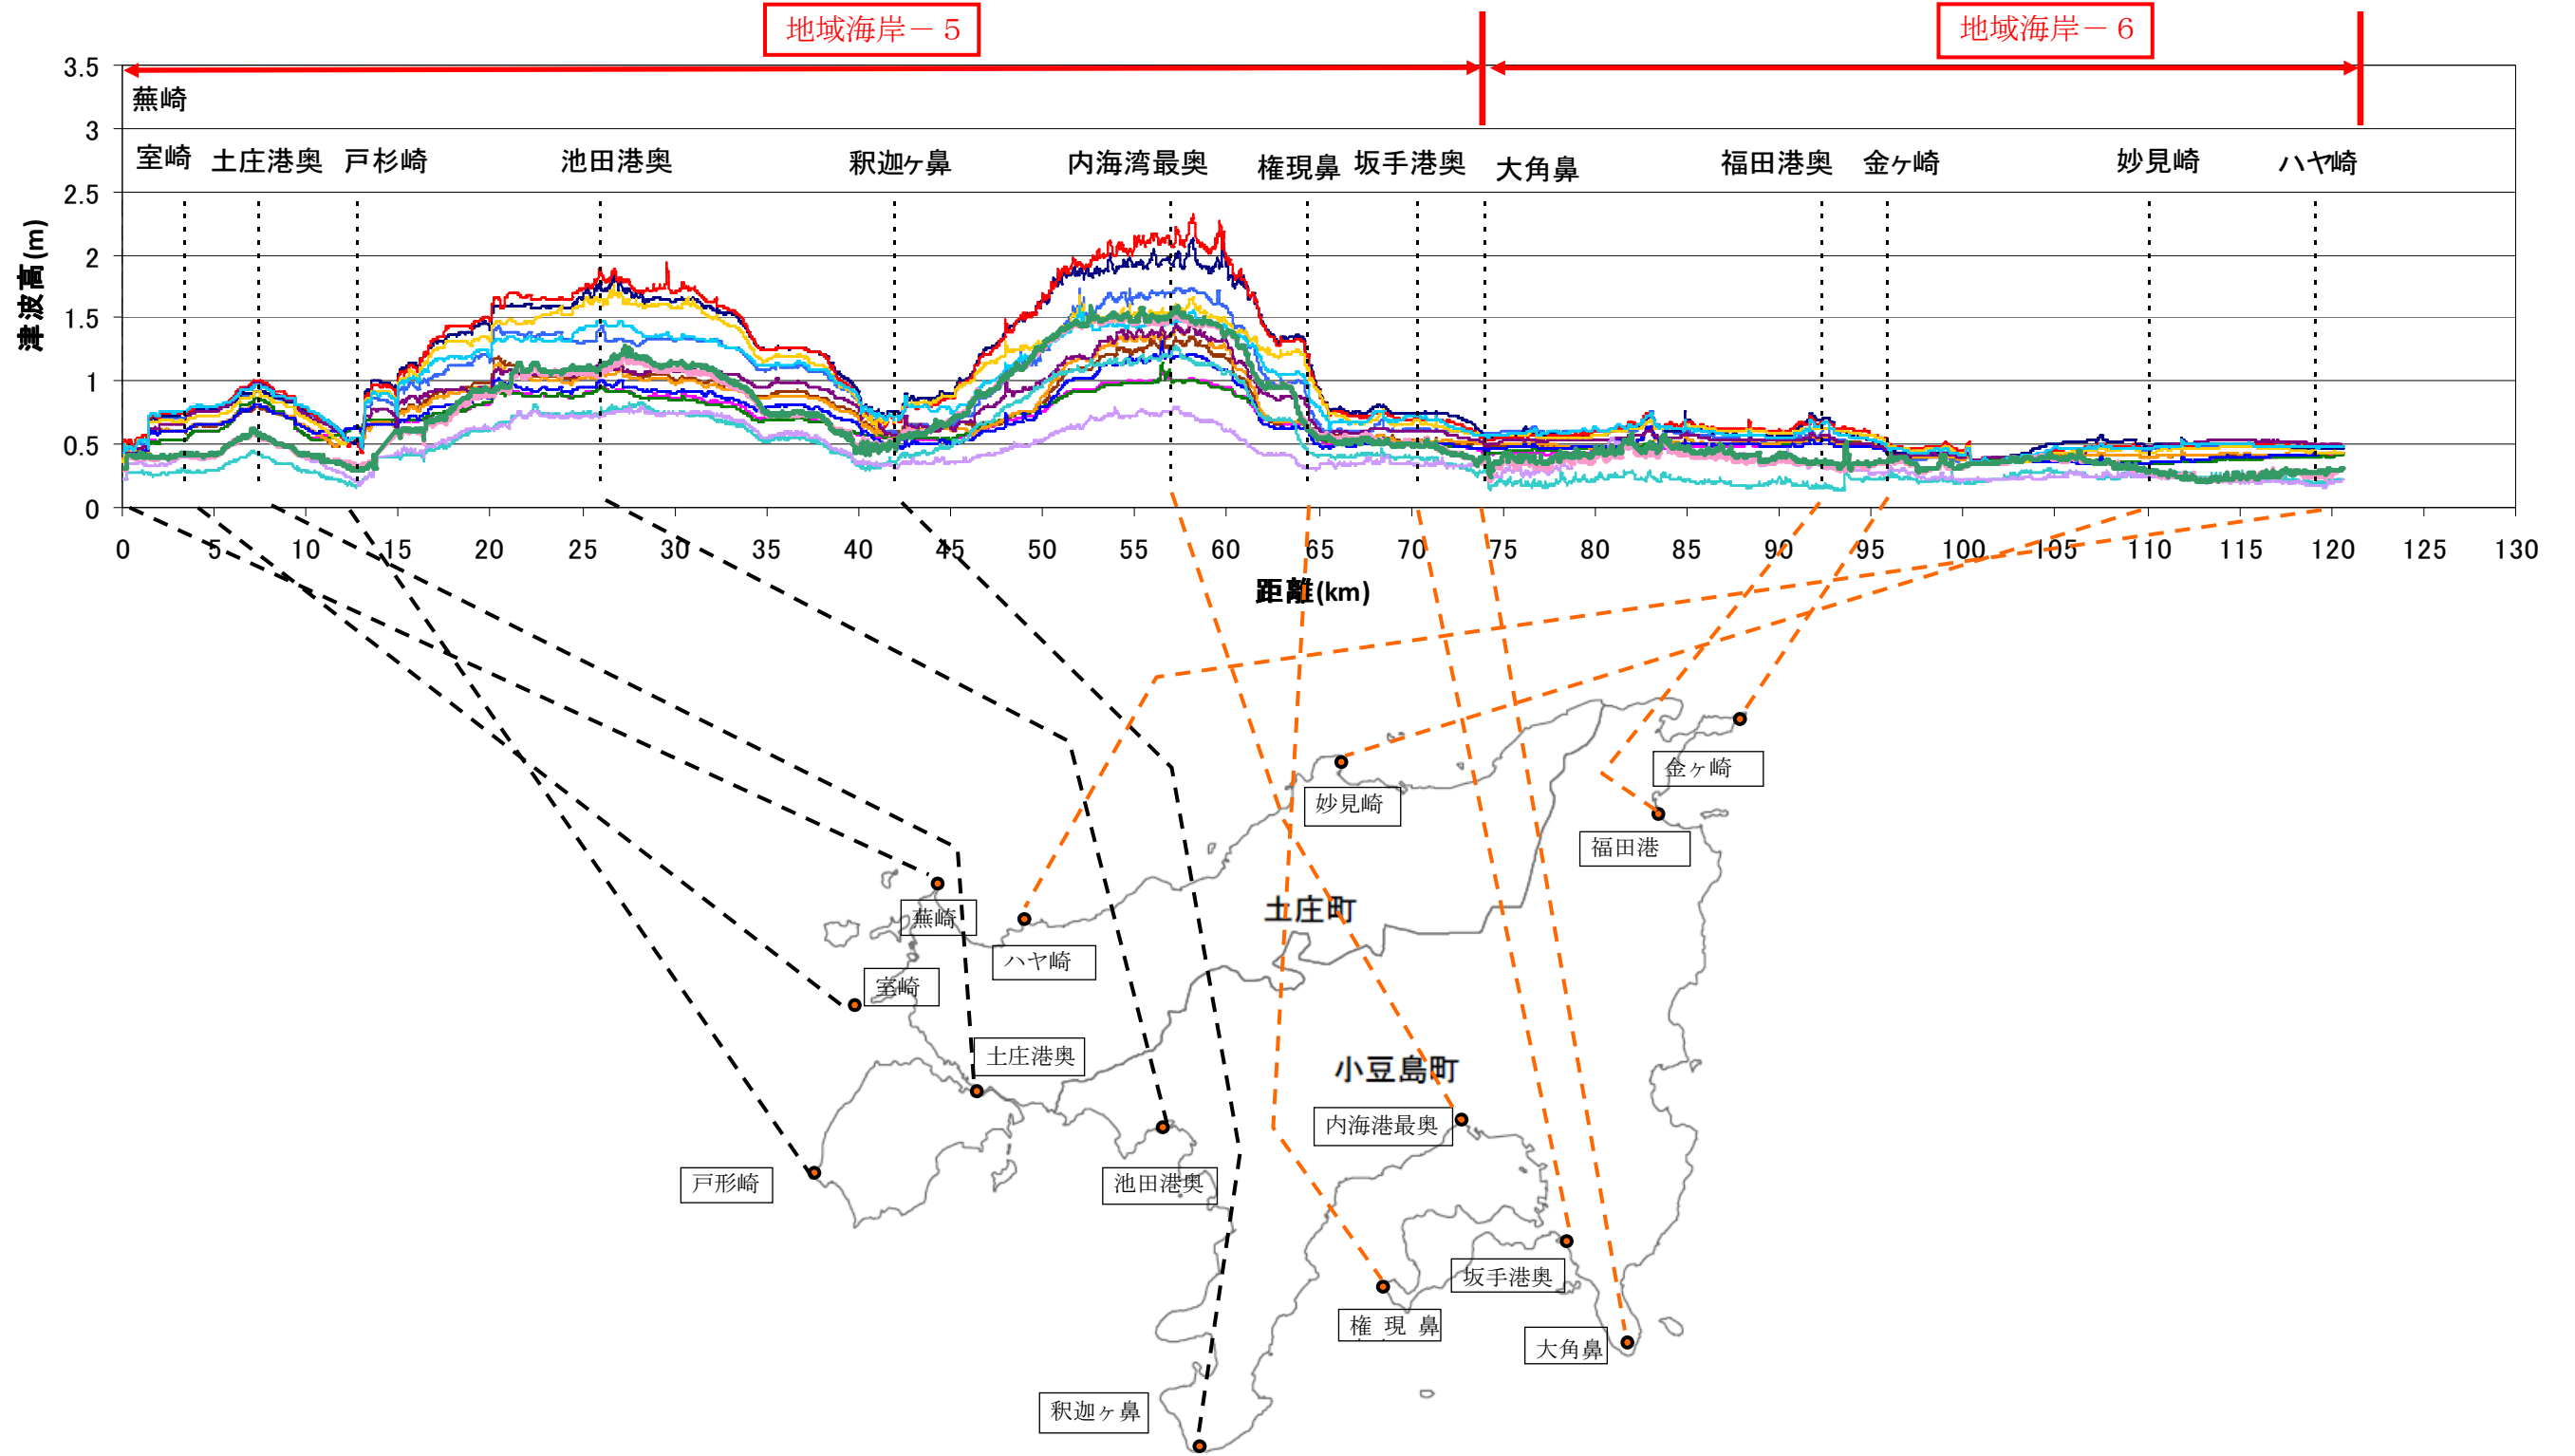 地域海岸－５
地域海岸－６
3.5
3
2.5
2
1.5
1
0.5
0
津波高(m)
蕪崎
室崎
土庄港奥
戸杉崎
池田港奥
釈迦ヶ鼻
内海湾最奥
権現鼻
坂手港奥
大角鼻
福田港奥
金ヶ崎
妙見崎
ハヤ崎
0 5 10 15 20 25 30 35 40 45 50 55 60 65 70 75 80 85 90 95 100 105 110 115 120 125 130
距離(km)
金ヶ崎
妙見崎
福田港
土庄町
蕪崎
ハヤ崎
室崎
土庄港奥
小豆島町
内海港最奥
戸形崎
池田港奥
坂手港奥
権現鼻
大角鼻
釈迦ヶ鼻